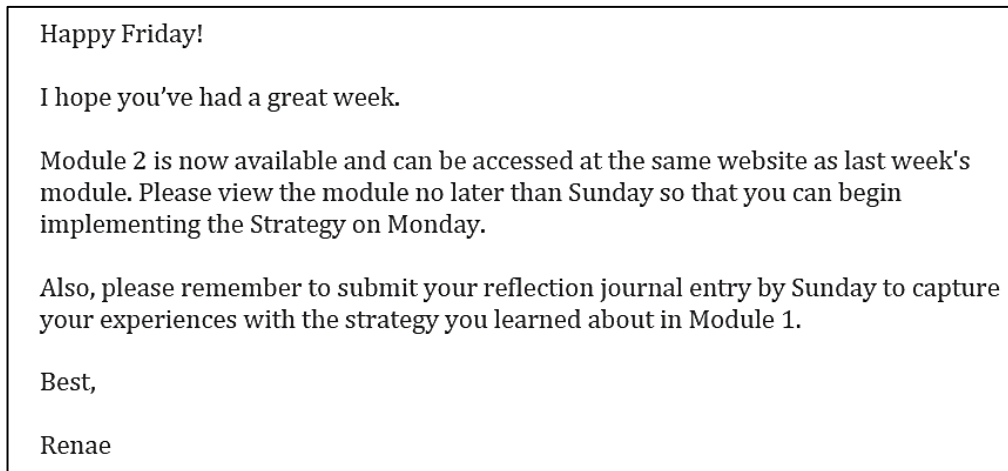 Happy Friday!
I hope you’ve had a great week.
Module 2 is now available and can be accessed at the same website as last week's
module. Please view the module no later than Sunday so that you can begin
implementing the Strategy on Monday.
Also, please remember to submit your reflection journal entry by Sunday to capture
your experiences with the strategy you learned about in Module 1.
Best,
Renae